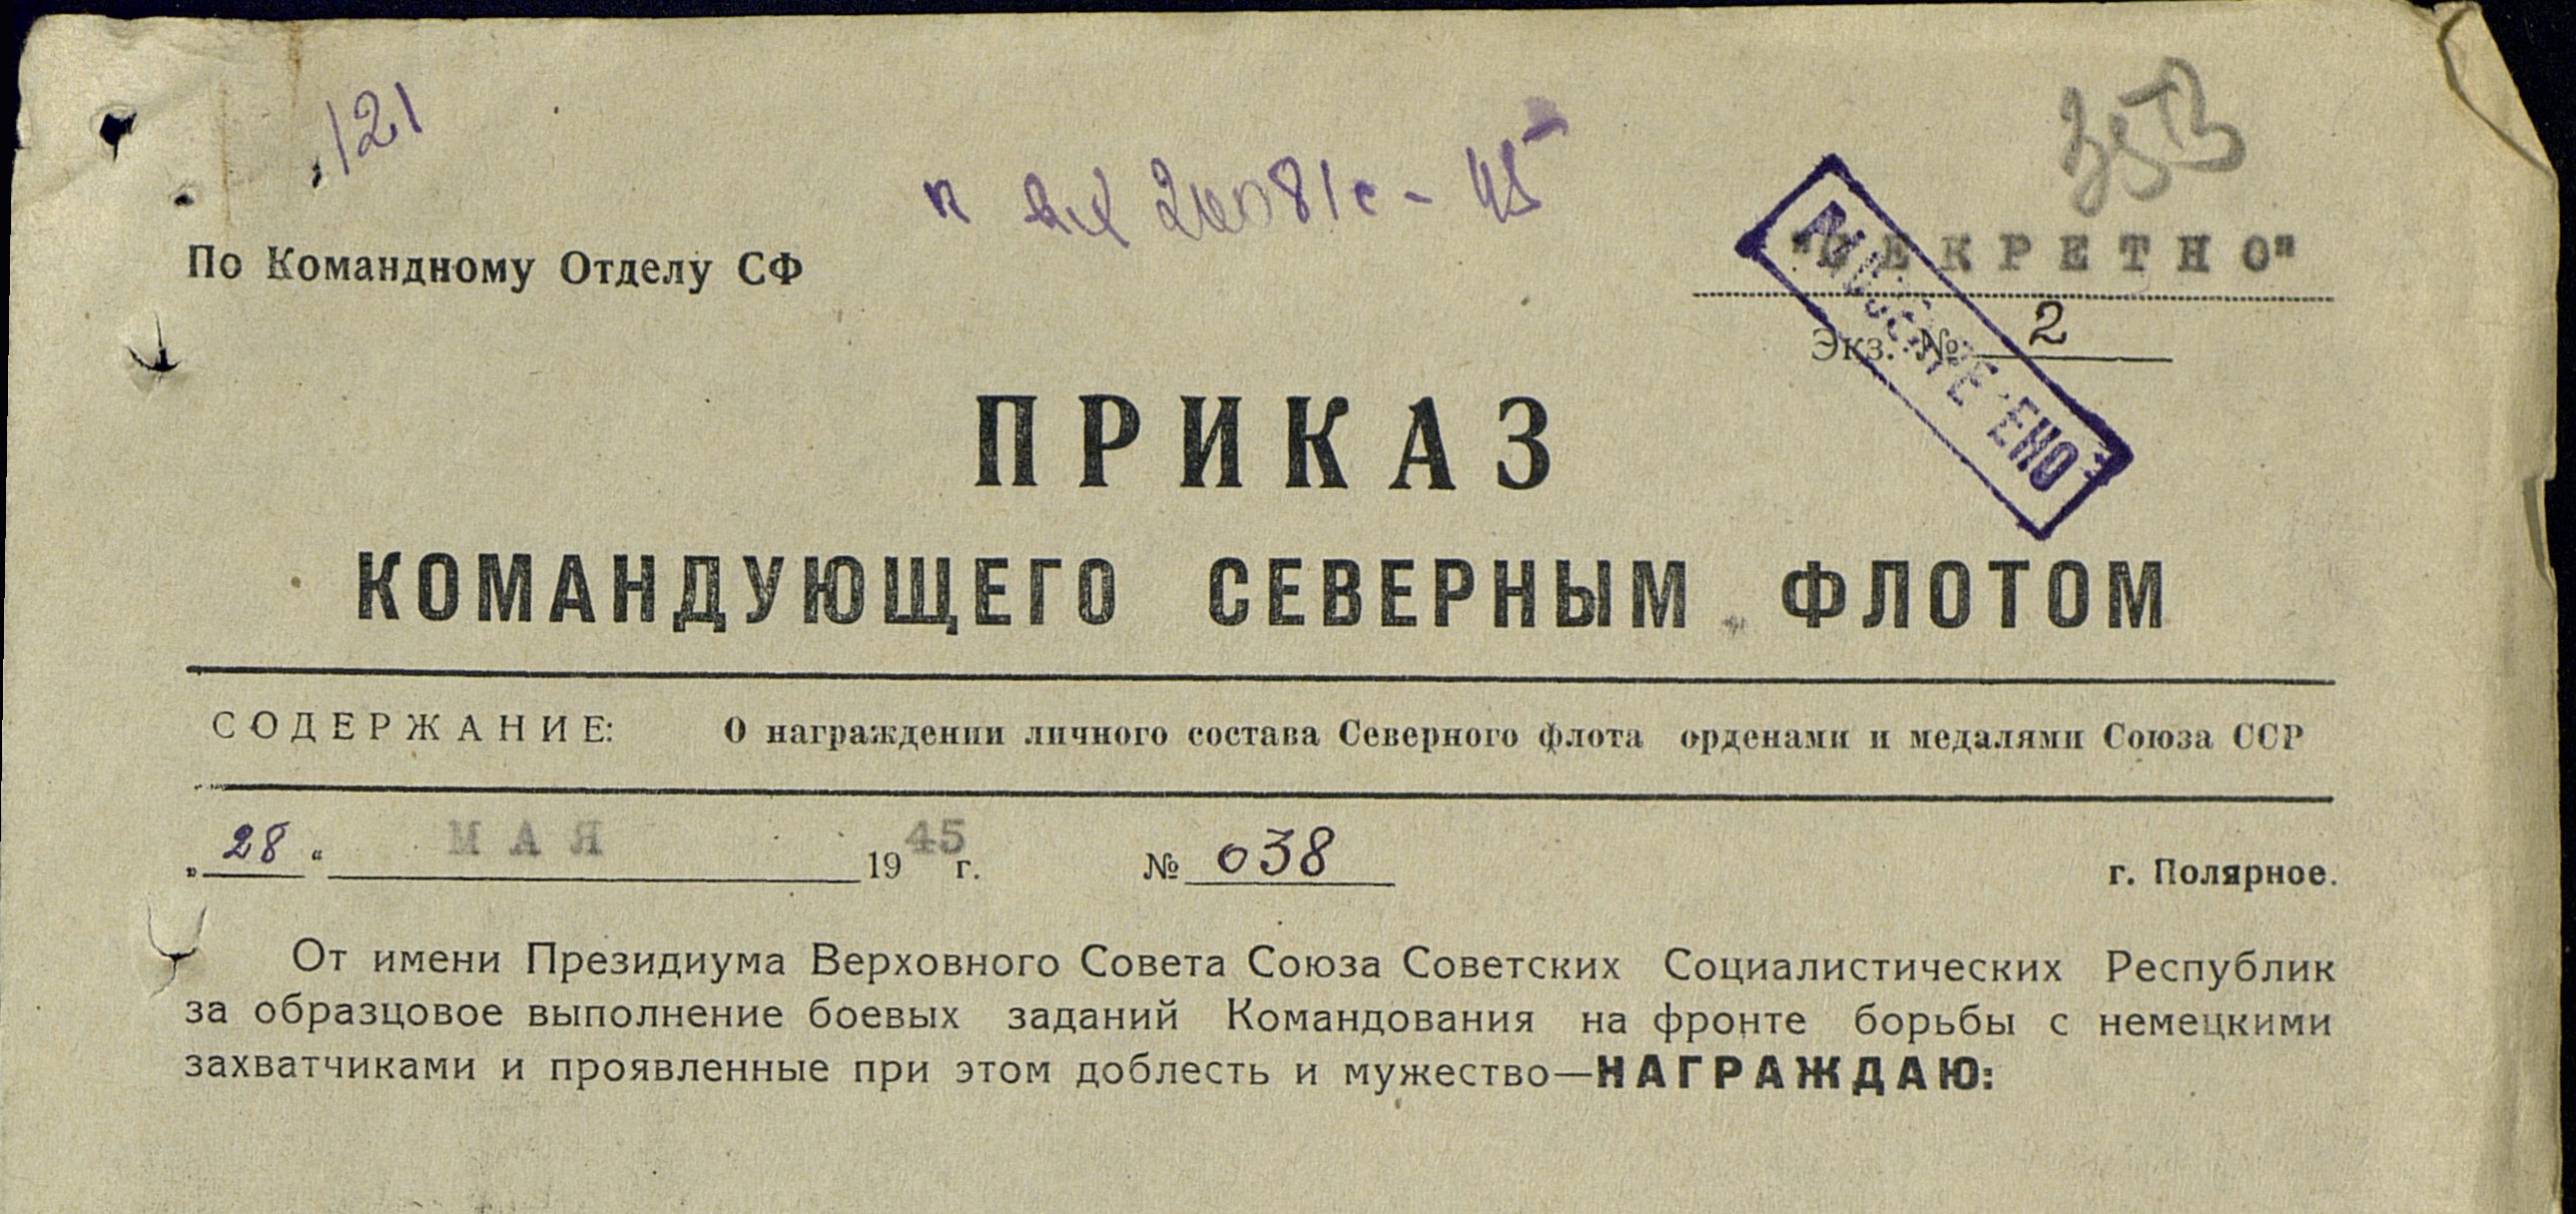 121
По Командному Отделу СФ
"СЕКРЕТНО"
Экз. № 2
ПРИКАЗ
КОМАНДУЮЩЕГО СЕВЕРНЫМ ФЛОТОМ
СОДЕРЖАНИЕ: О награждении личного состава Северного флота орденами и медалями Союза ССР
„28“ МАЯ 1945 г. № 038 г. Полярное.
От имени Президиума Верховного Совета Союза Советских Социалистических Республик
за образцовое выполнение боевых заданий Командования на фронте борьбы с немецкими
захватчиками и проявленные при этом доблесть и мужество—НАГРАЖДАЮ: